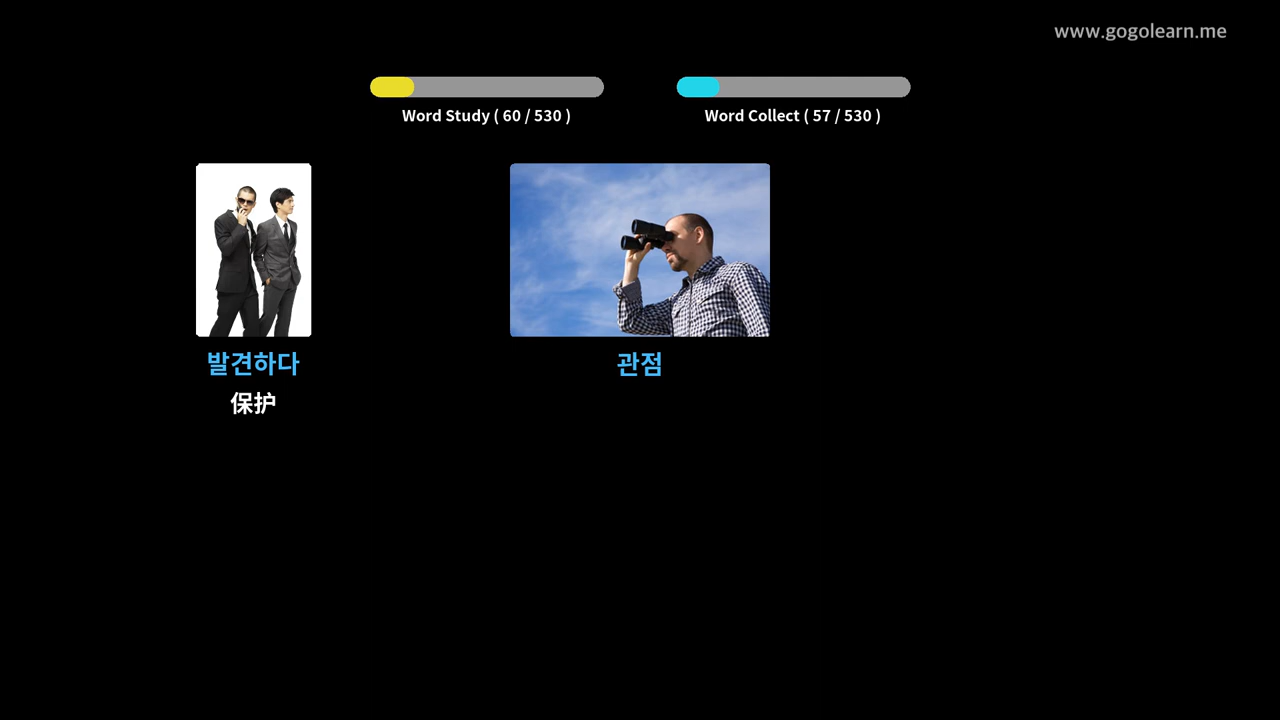 www.gogolearn.me
Word Study ( 60 / 530 )
Word Collect ( 57 / 530 )
발견하다
保护
관점